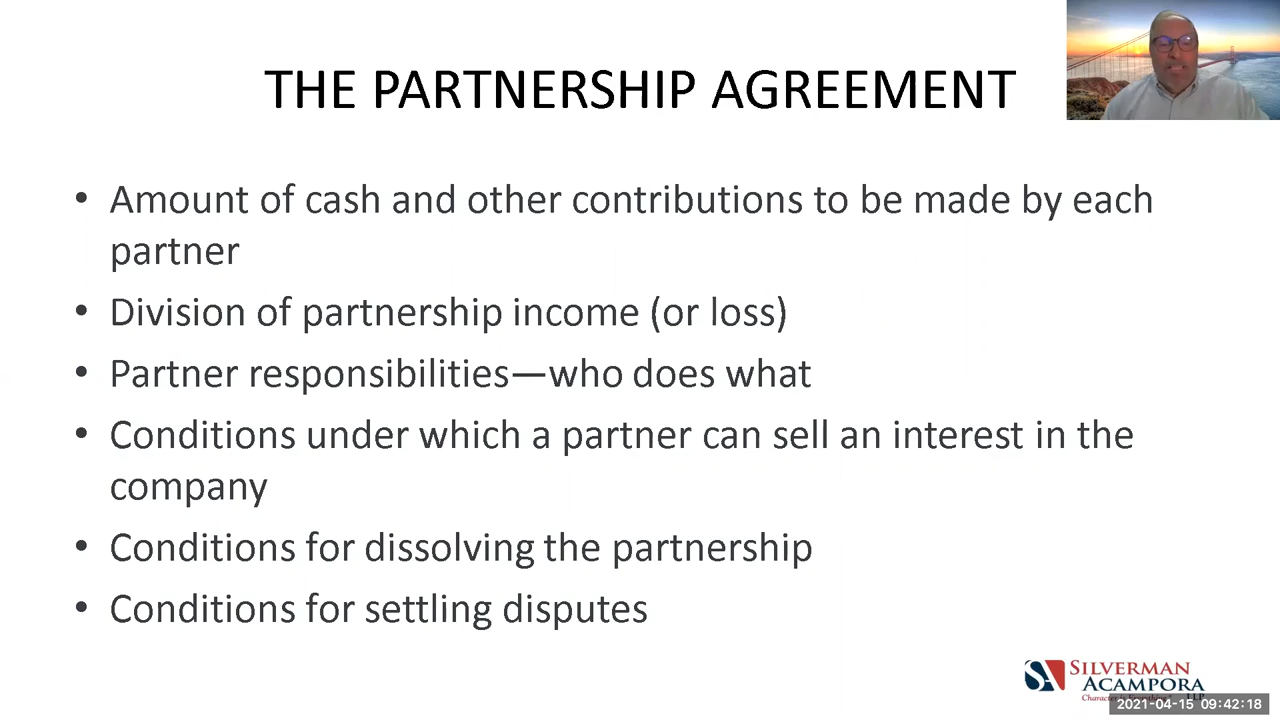 THE PARTNERSHIP AGREEMENT
• Amount of cash and other contributions to be made by each
partner
• Division of partnership income (or loss)
• Partner responsibilities—who does what
• Conditions under which a partner can sell an interest in the
company
• Conditions for dissolving the partnership
• Conditions for settling disputes
SA SILVERMAN
ACAMPORA
LLP
2021-04-15 09:42:18